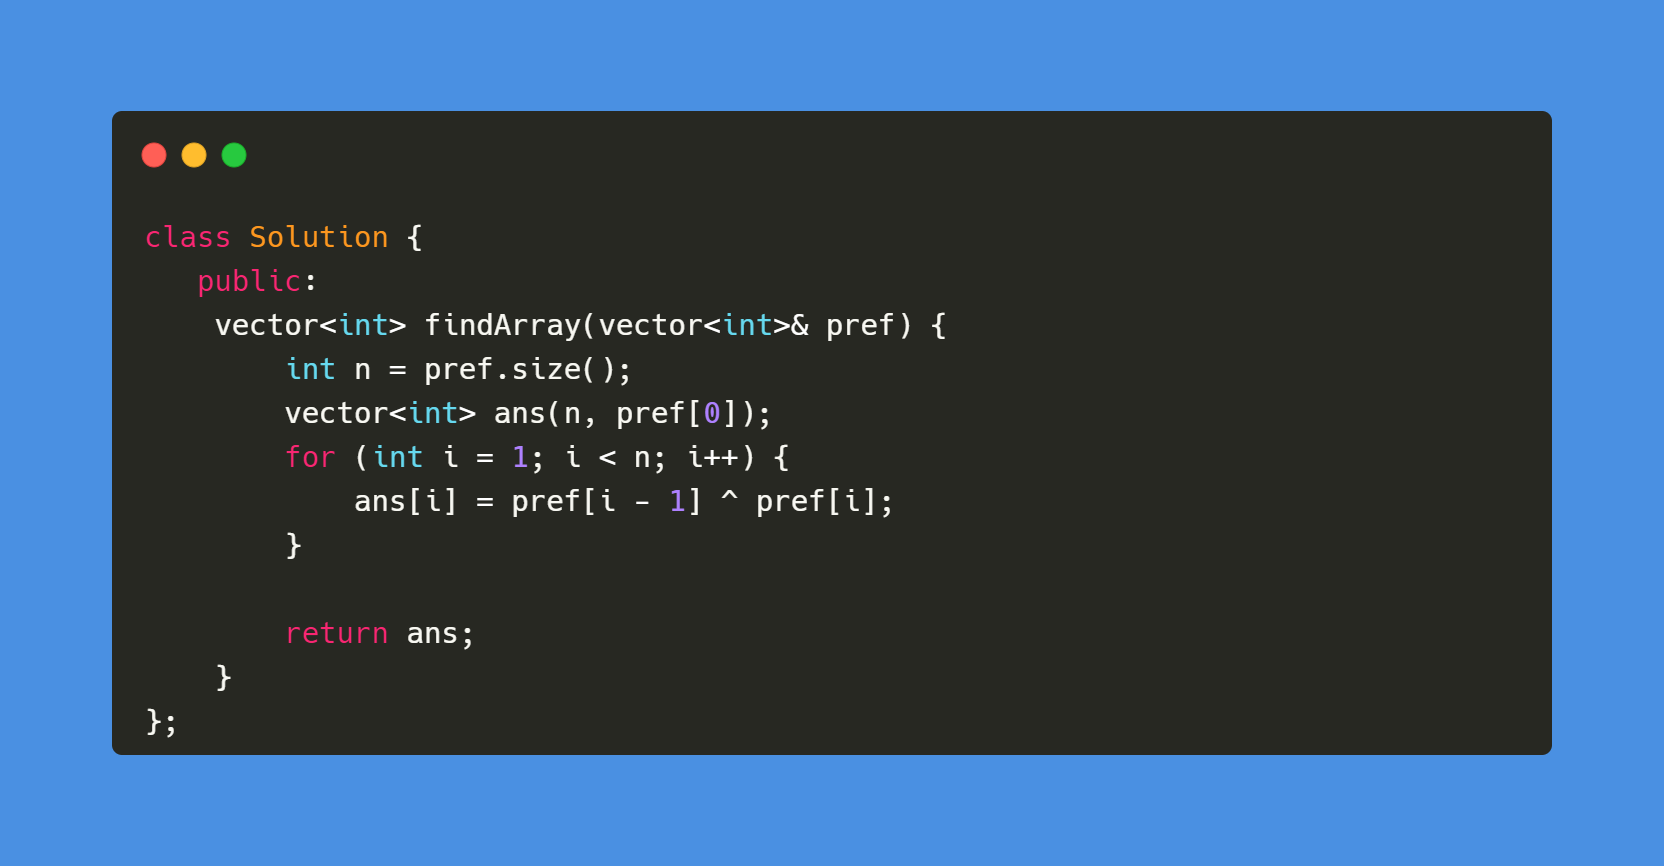 class Solution {
   public:
    vector<int> findArray(vector<int>& pref) {
        int n = pref.size();
        vector<int> ans(n, pref[0]);
        for (int i = 1; i < n; i++) {
            ans[i] = pref[i - 1] ^ pref[i];
        }

        return ans;
    }
};